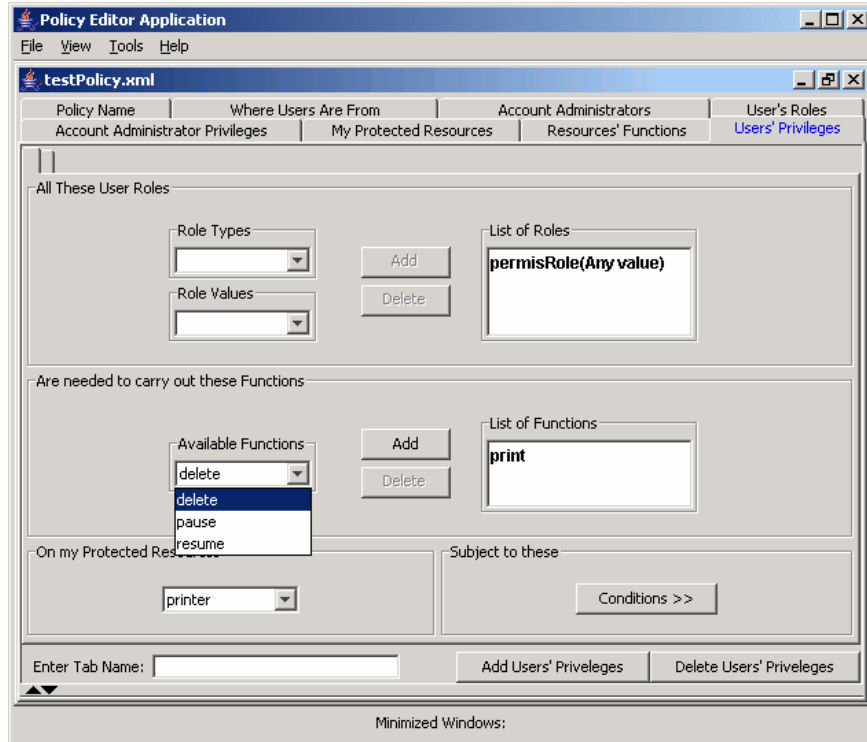 Policy Editor Application
File View Tools Help
testPolicy.xml
Policy Name Where Users Are From Account Administrators User's Roles
Account Administrator Privileges My Protected Resources Resources' Functions Users' Privileges
All These User Roles
Role Types
List of Roles
Add
permisRole(Any value)
Role Values
Delete
Are needed to carry out these Functions
List of Functions
Available Functions
Add
print
delete
Delete
delete
pause
resume
On my Protected Resources
Subject to these
printer
Conditions >>
Enter Tab Name:
Add Users' Priveleges
Delete Users' Priveleges
Minimized Windows: